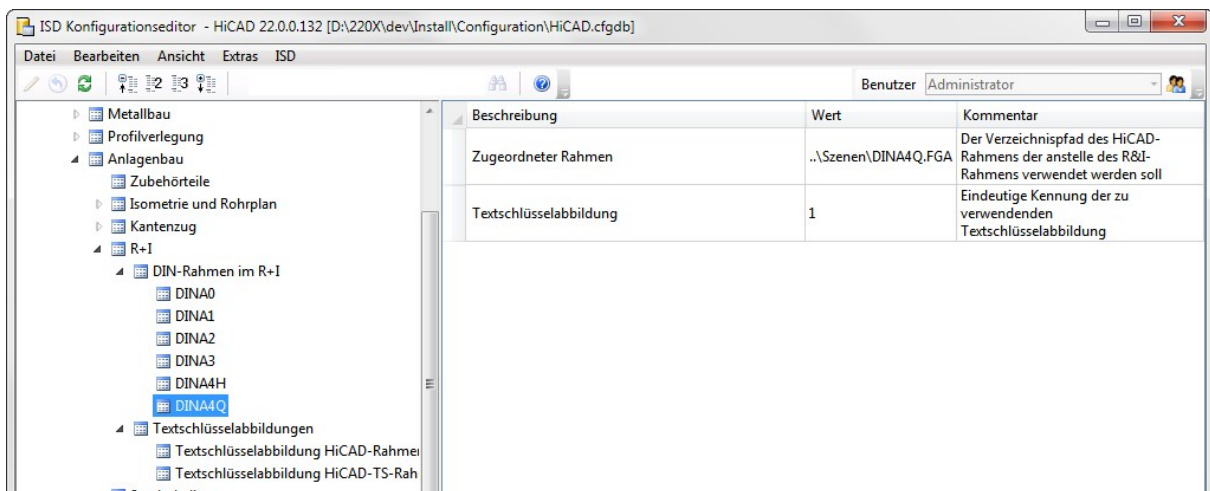 ISD Konfigurationseditor - HiCAD 22.0.0.132 [D:\220X\dev\Install\Configuration\HiCAD.cfgdb]
Datei Bearbeiten Ansicht Extras ISD
Benutzer Administrator
Metallbau
Profilverlegung
Anlagenbau
Zubehörteile
Isometrie und Rohrplan
Kantenzug
R+I
DIN-Rahmen im R+I
DINA0
DINA1
DINA2
DINA3
DINA4H
DINA4Q
Textschlüsselabbildungen
Textschlüsselabbildung HiCAD-Rahme
Textschlüsselabbildung HiCAD-TS-Rah
Beschreibung Wert Kommentar
Zugeordneter Rahmen ..\Szenen\DINA4Q.FGA Der Verzeichnispfad des HiCAD-
Rahmens der anstelle des R&I-
Rahmens verwendet werden soll
Textschlüsselabbildung 1 Eindeutige Kennung der zu
verwendenden
Textschlüsselabbildung